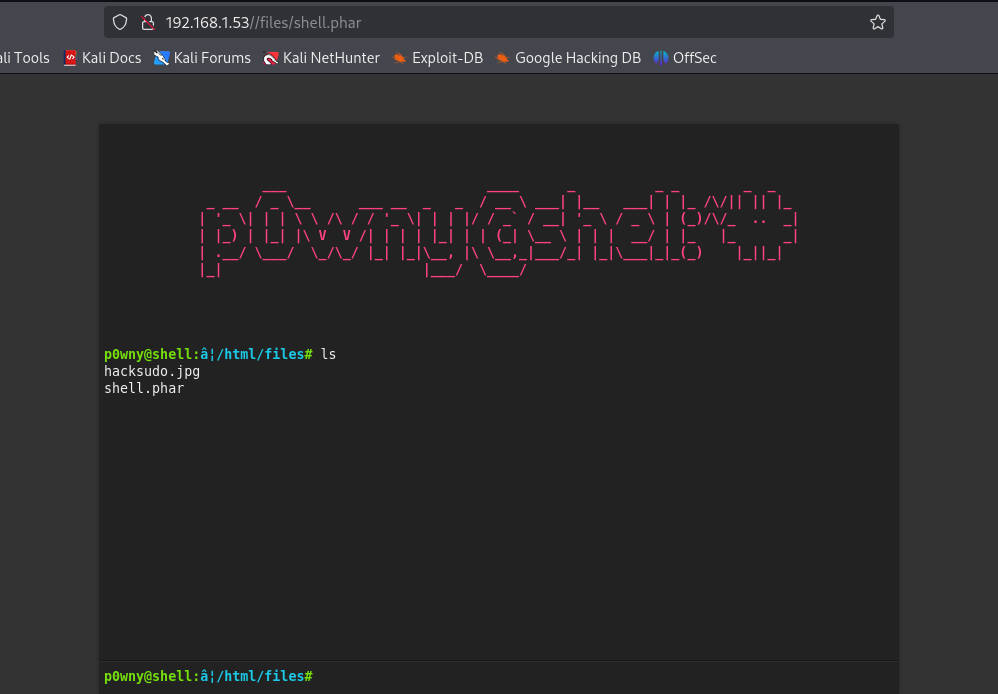 192.168.1.53//files/shell.phar
ali Tools Kali Docs Kali Forums Kali NetHunter Exploit-DB Google Hacking DB OffSec
p0wny@shell:~#
p0wny@shell:â¦/html/files# ls
hacksudo.jpg
shell.phar
p0wny@shell:â¦/html/files#